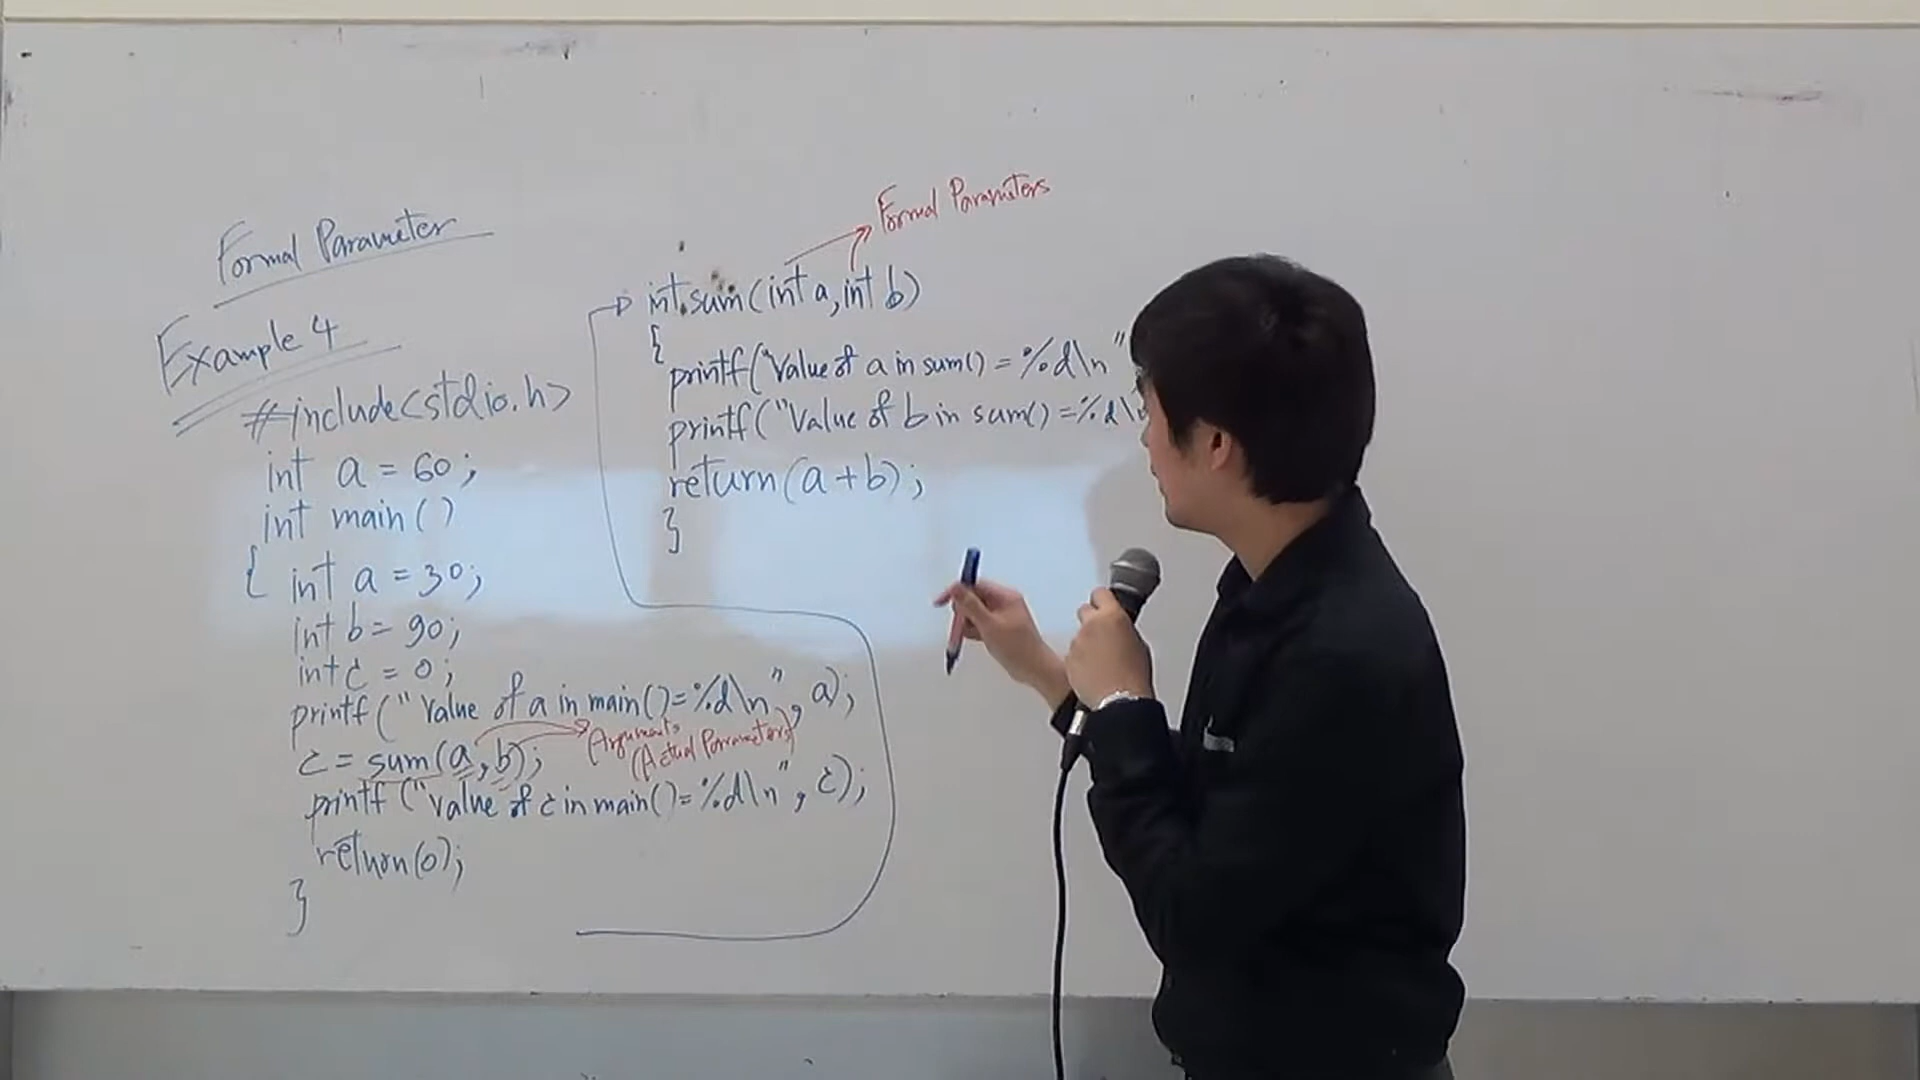 Formal Parameter
Example 4
#include<stdio.h>
int a = 60;
int main()
{ int a = 30;
int b = 90;
int c = 0;
printf("Value of a in main()=%d\n", a);
c = sum(a,b);
Arguments
(Actual Parameters)
printf("Value of c in main()=%d\n", c);
return(0);
}
Formal Parameters
int sum(int a,int b)
{
printf("Value of a in sum() = %d\n"
printf("Value of b in sum() =%d\
return(a+b);
}